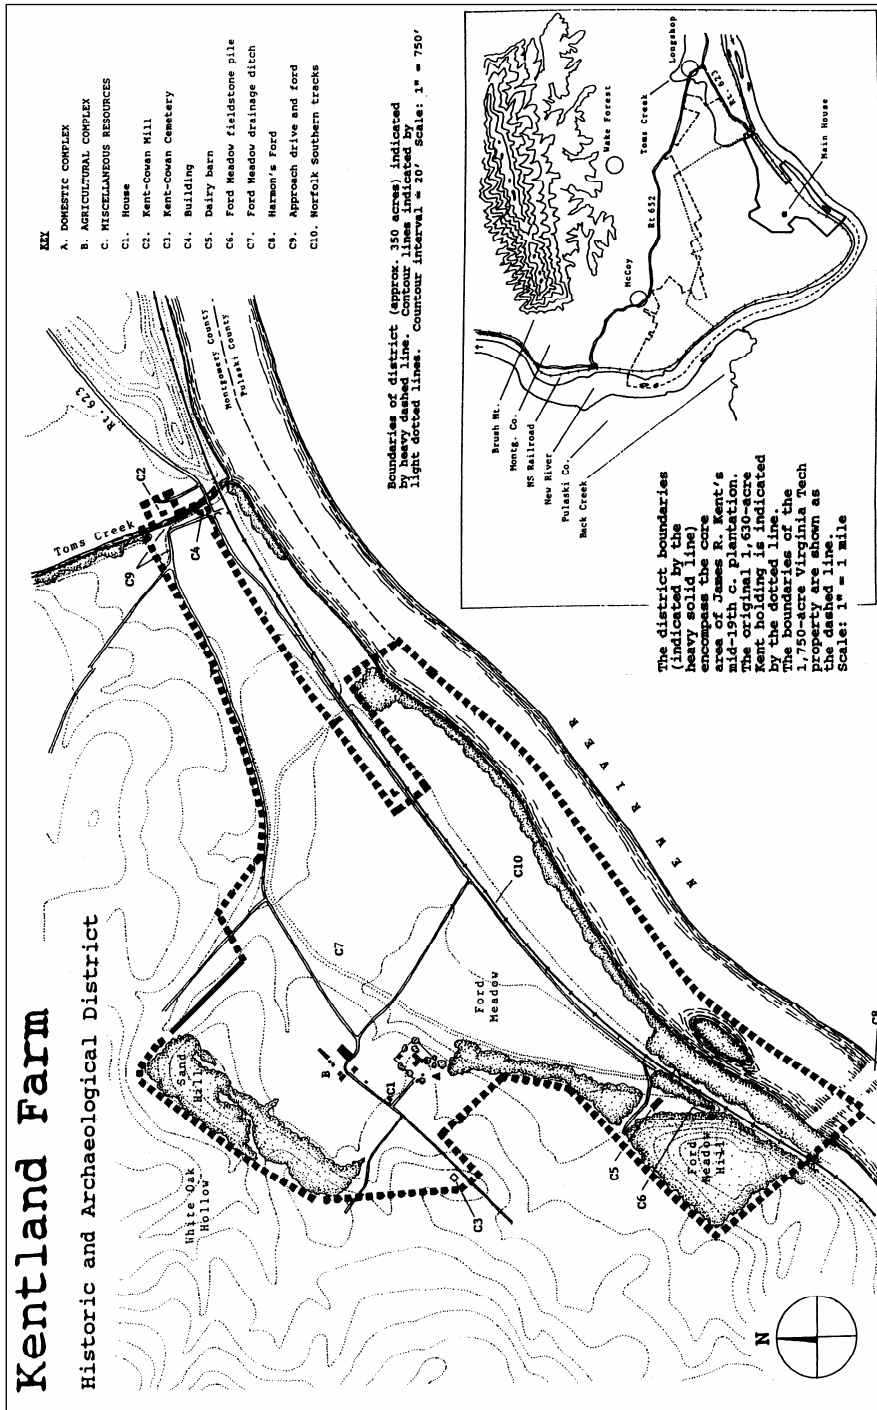 Kentland Farm
Historic and Archaeological District
KEY
A. DOMESTIC COMPLEX
B. AGRICULTURAL COMPLEX
C. MISCELLANEOUS RESOURCES
C1. House
C2. Kent-Cowan Mill
C3. Kent-Cowan Cemetery
C4. Building
C5. Dairy barn
C6. Ford Meadow fieldstone pile
C7. Ford Meadow drainage ditch
C8. Harmon's Ford
C9. Approach drive and ford
C10. Norfolk Southern tracks
Boundaries of district (approx. 350 acres) indicated
by heavy dashed line. Contour lines indicated by
light dotted lines. Countour interval = 20' Scale: 1" = 750'
Rt. 623
Montgomery County
Pulaski County
Toms Creek
C2
C9
C4
C10
C7
NEW RIVER
Ford
Meadow
Sand
Hill
White Oak
Hollow
B
C1
A
C3
C5
C6
Ford
Meadow
Hill
C8
N
Longshop
Rt. 623
Toms Creek
Wake Forest
Main House
Rt 652
McCoy
Brush Mt.
Montg. Co.
NS Railroad
New River
Pulaski Co.
Back Creek
The district boundaries
(indicated by the
heavy solid line)
encompass the core
area of James R. Kent's
mid-19th c. plantation.
The original 1,630-acre
Kent holding is indicated
by the dotted line.
The boundaries of the
1,750-acre Virginia Tech
property are shown as
the dashed line.
Scale: 1" = 1 mile